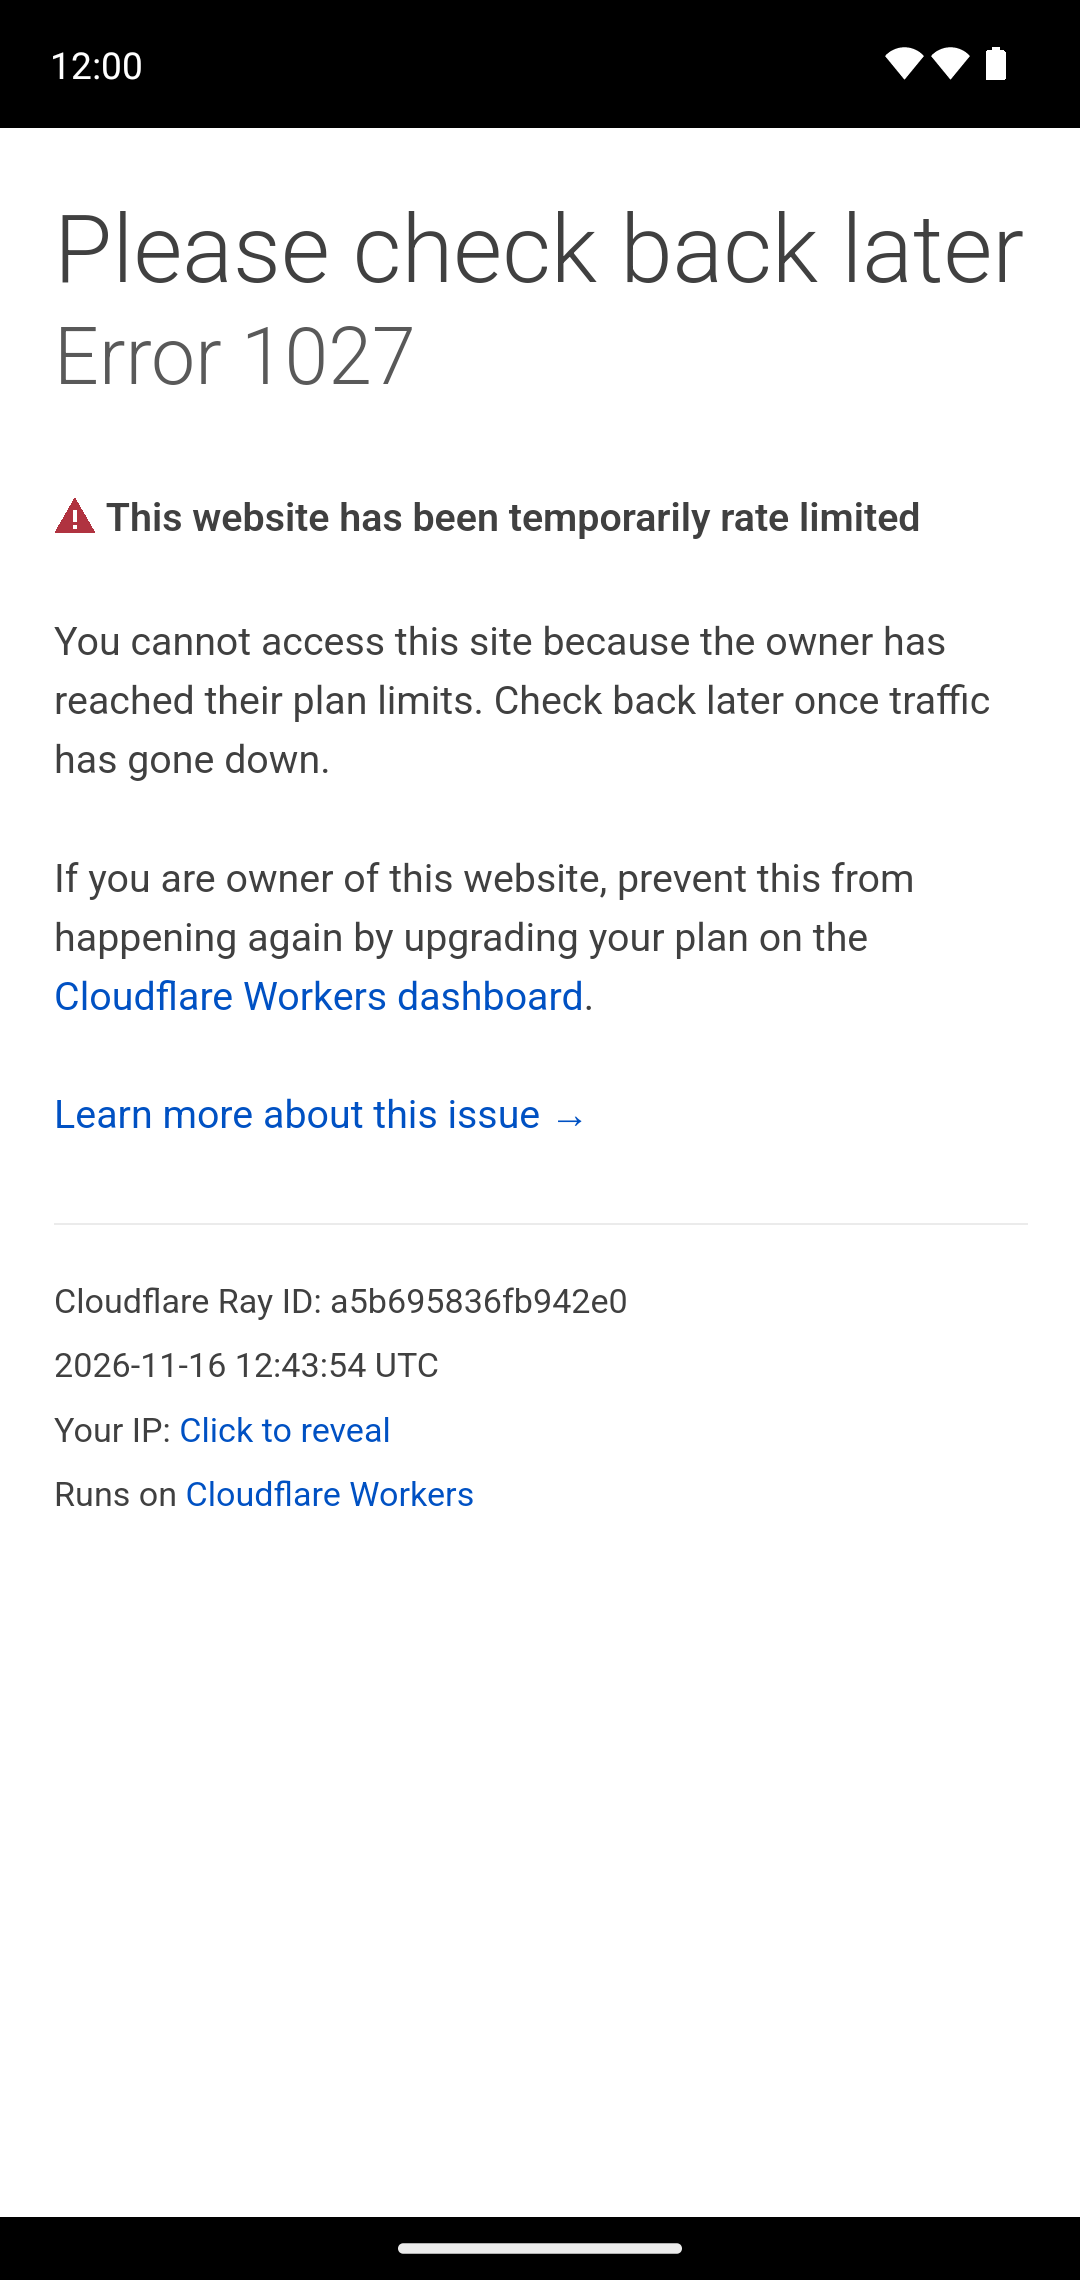 12:00
Please check back later
Error 1027
This website has been temporarily rate limited
You cannot access this site because the owner has
reached their plan limits. Check back later once traffic
has gone down.
If you are owner of this website, prevent this from
happening again by upgrading your plan on the
Cloudflare Workers dashboard.
Learn more about this issue →
Cloudflare Ray ID: a5b695836fb942e0
2026-11-16 12:43:54 UTC
Your IP: Click to reveal
Runs on Cloudflare Workers